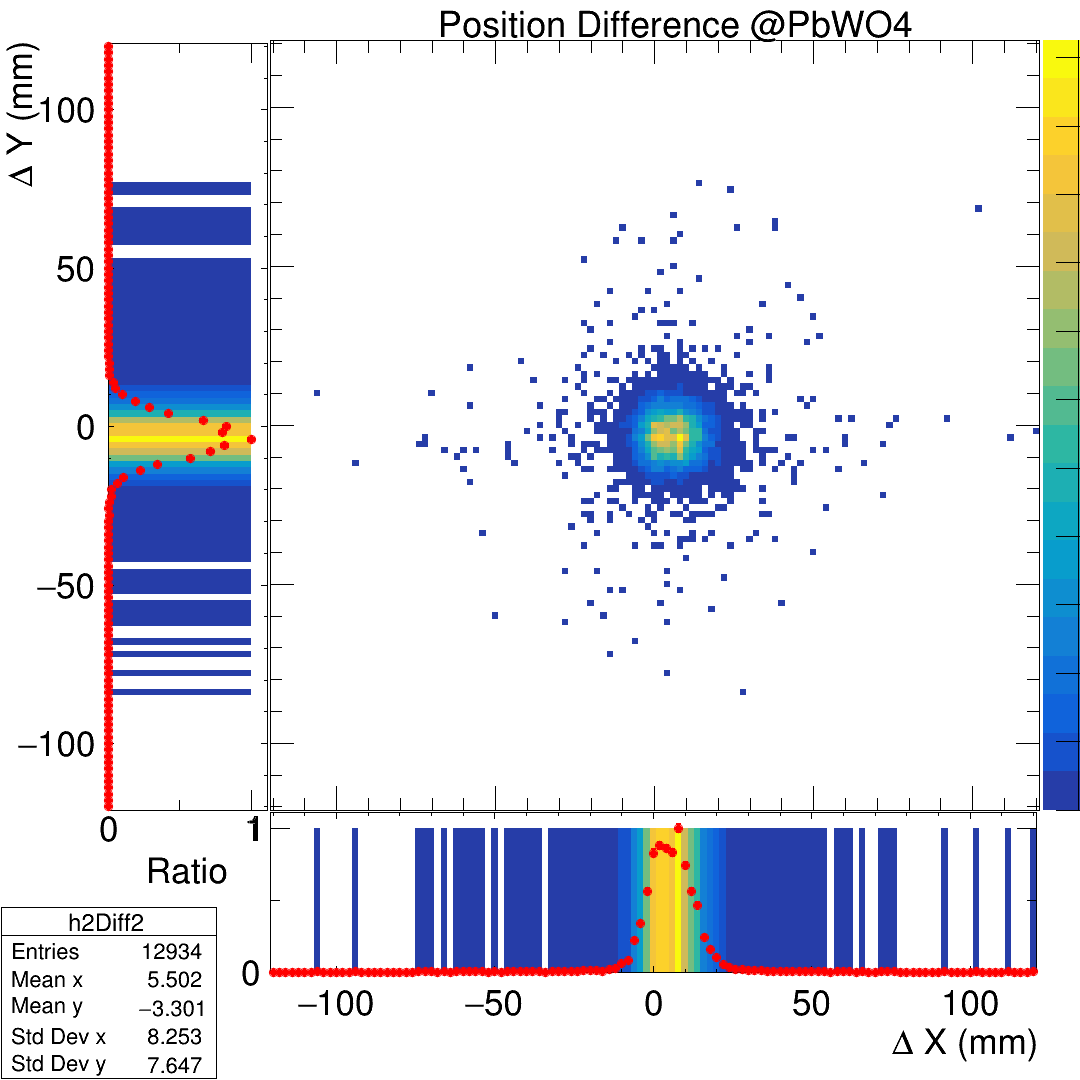 Position Difference @PbWO4
Δ Y (mm)
100
50
0
−50
−100
0
1
Ratio
1
0
−100
−50
0
50
100
Δ X (mm)
h2Diff2
Entries 12934
Mean x 5.502
Mean y −3.301
Std Dev x 8.253
Std Dev y 7.647